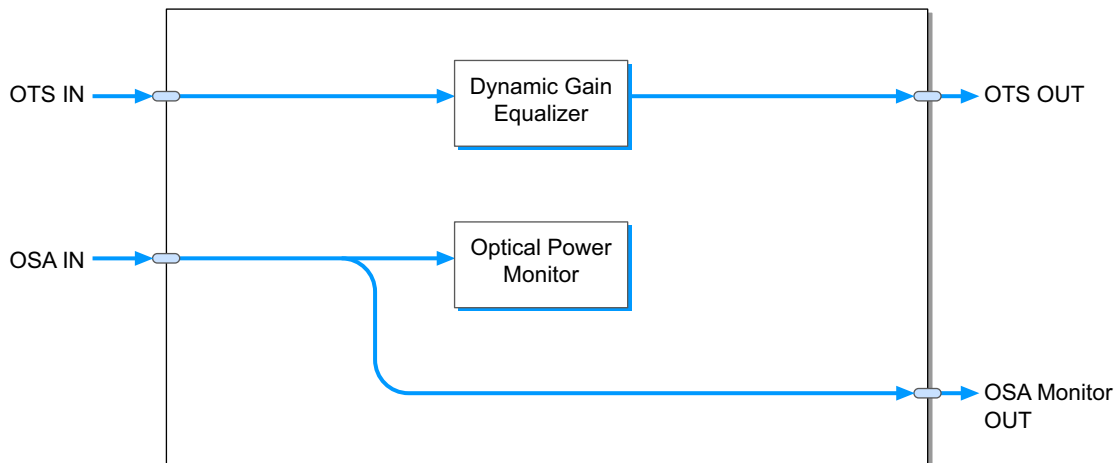 OTS IN
Dynamic Gain
Equalizer
OTS OUT
OSA IN
Optical Power
Monitor
OSA Monitor
OUT